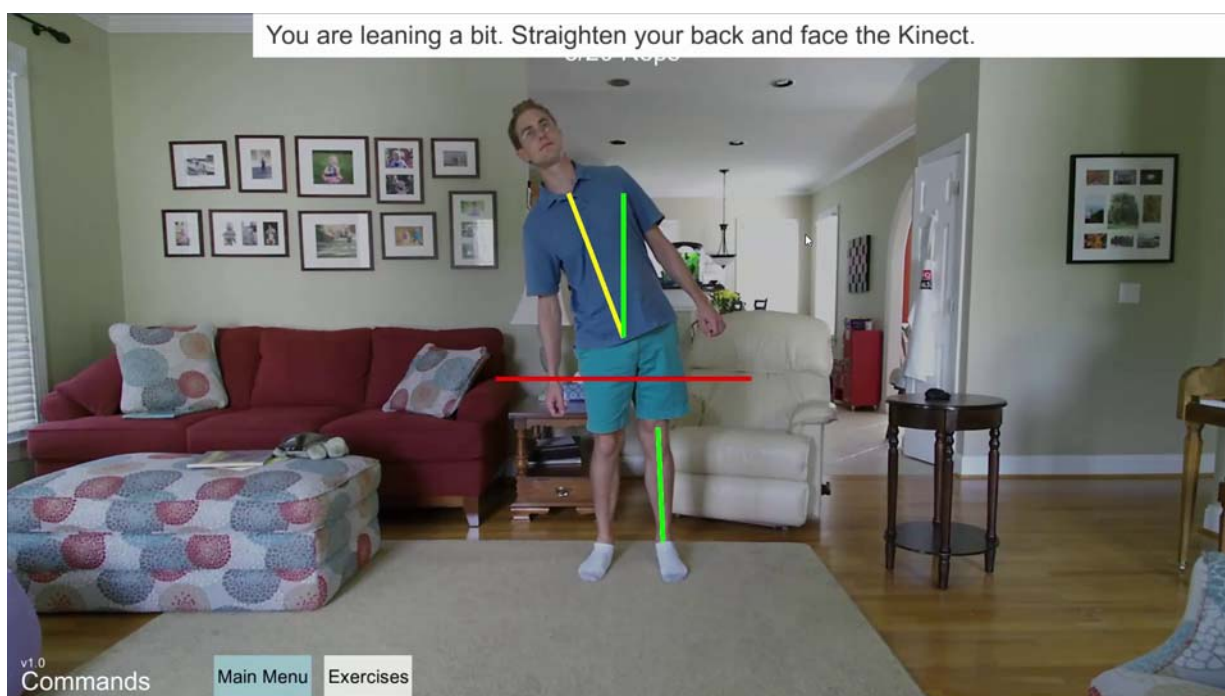 You are leaning a bit. Straighten your back and face the Kinect.
v1.0
Commands
Main Menu
Exercises